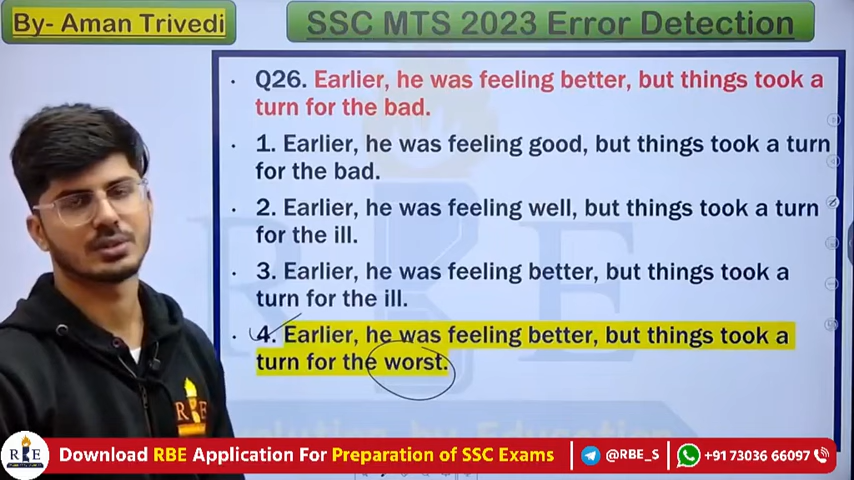 By- Aman Trivedi
SSC MTS 2023 Error Detection
• Q26. Earlier, he was feeling better, but things took a
turn for the bad.
• 1. Earlier, he was feeling good, but things took a turn
for the bad.
• 2. Earlier, he was feeling well, but things took a turn
for the ill.
• 3. Earlier, he was feeling better, but things took a
turn for the ill.
• 4. Earlier, he was feeling better, but things took a
turn for the worst.
RBE
RBE
Download RBE Application For Preparation of SSC Exams
@RBE_S
+91 73036 66097